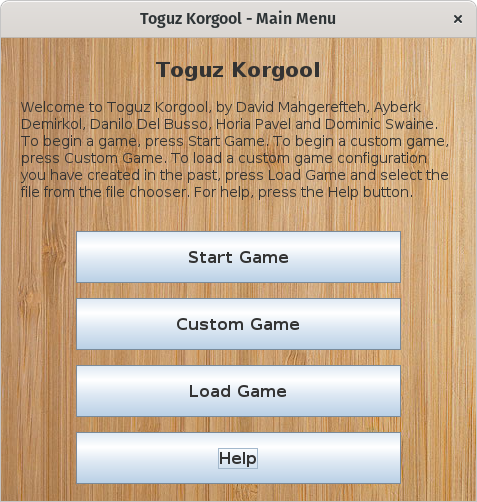 Toguz Korgool - Main Menu ×
Toguz Korgool
Welcome to Toguz Korgool, by David Mahgerefteh, Ayberk
Demirkol, Danilo Del Busso, Horia Pavel and Dominic Swaine.
To begin a game, press Start Game. To begin a custom game,
press Custom Game. To load a custom game configuration
you have created in the past, press Load Game and select the
file from the file chooser. For help, press the Help button.
Start Game
Custom Game
Load Game
Help